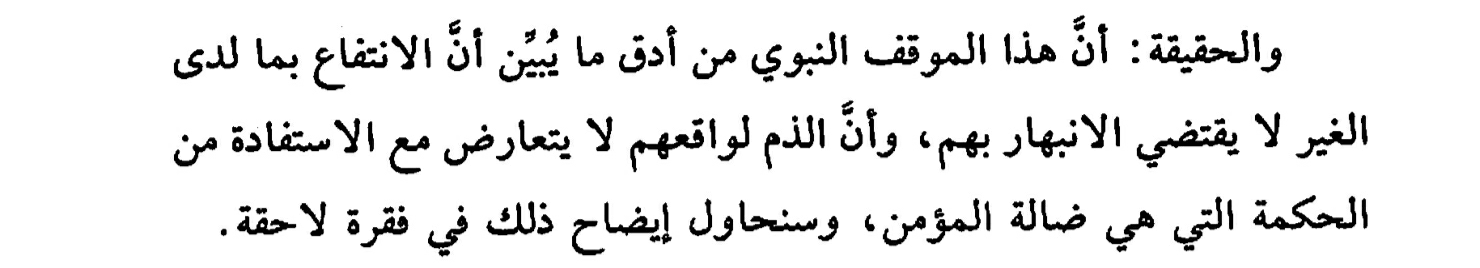 والحقيقة: أنَّ هذا الموقف النبوي من أدق ما يُبيِّن أنَّ الانتفاع بما لدى
الغير لا يقتضي الانبهار بهم، وأنَّ الذم لواقعهم لا يتعارض مع الاستفادة من
الحكمة التي هي ضالة المؤمن، وسنحاول إيضاح ذلك في فقرة لاحقة.